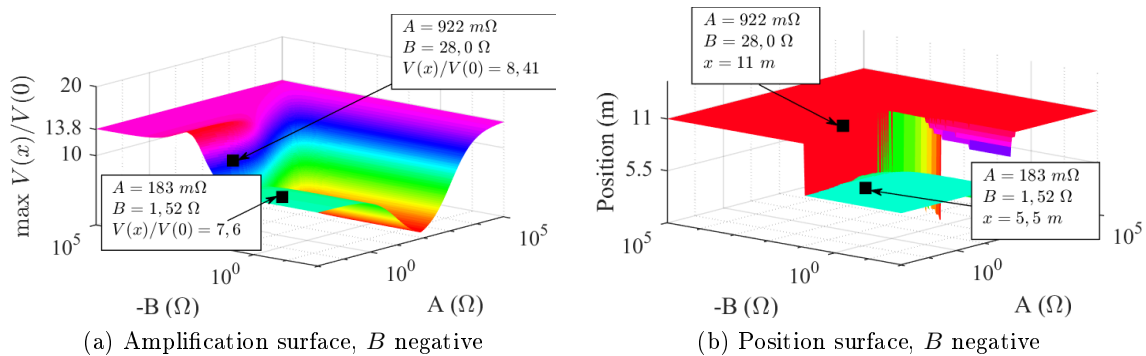 A = 922 mΩ
B = 28,0 Ω
V(x)/V(0) = 8,41
max V(x)/V(0)
20
13.8
10
A = 183 mΩ
B = 1,52 Ω
V(x)/V(0) = 7,6
10^5
10^0
10^0
10^5
-B (Ω)
A (Ω)
(a) Amplification surface, B negative
A = 922 mΩ
B = 28,0 Ω
x = 11 m
Position (m)
11
5.5
A = 183 mΩ
B = 1,52 Ω
x = 5,5 m
10^5
10^0
10^0
10^5
-B (Ω)
A (Ω)
(b) Position surface, B negative